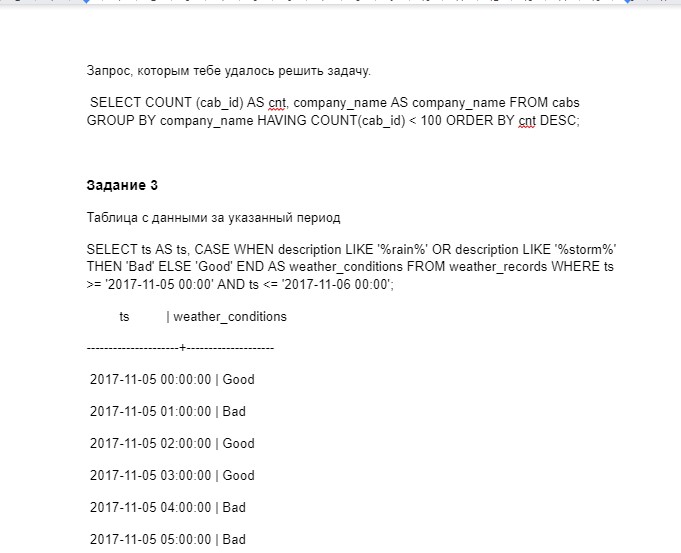 Запрос, которым тебе удалось решить задачу.
SELECT COUNT (cab_id) AS cnt, company_name AS company_name FROM cabs
GROUP BY company_name HAVING COUNT(cab_id) < 100 ORDER BY cnt DESC;
Задание 3
Таблица с данными за указанный период
SELECT ts AS ts, CASE WHEN description LIKE '%rain%' OR description LIKE '%storm%'
THEN 'Bad' ELSE 'Good' END AS weather_conditions FROM weather_records WHERE ts
>= '2017-11-05 00:00' AND ts <= '2017-11-06 00:00';
ts | weather_conditions
---------------------+--------------------
2017-11-05 00:00:00 | Good
2017-11-05 01:00:00 | Bad
2017-11-05 02:00:00 | Good
2017-11-05 03:00:00 | Good
2017-11-05 04:00:00 | Bad
2017-11-05 05:00:00 | Bad